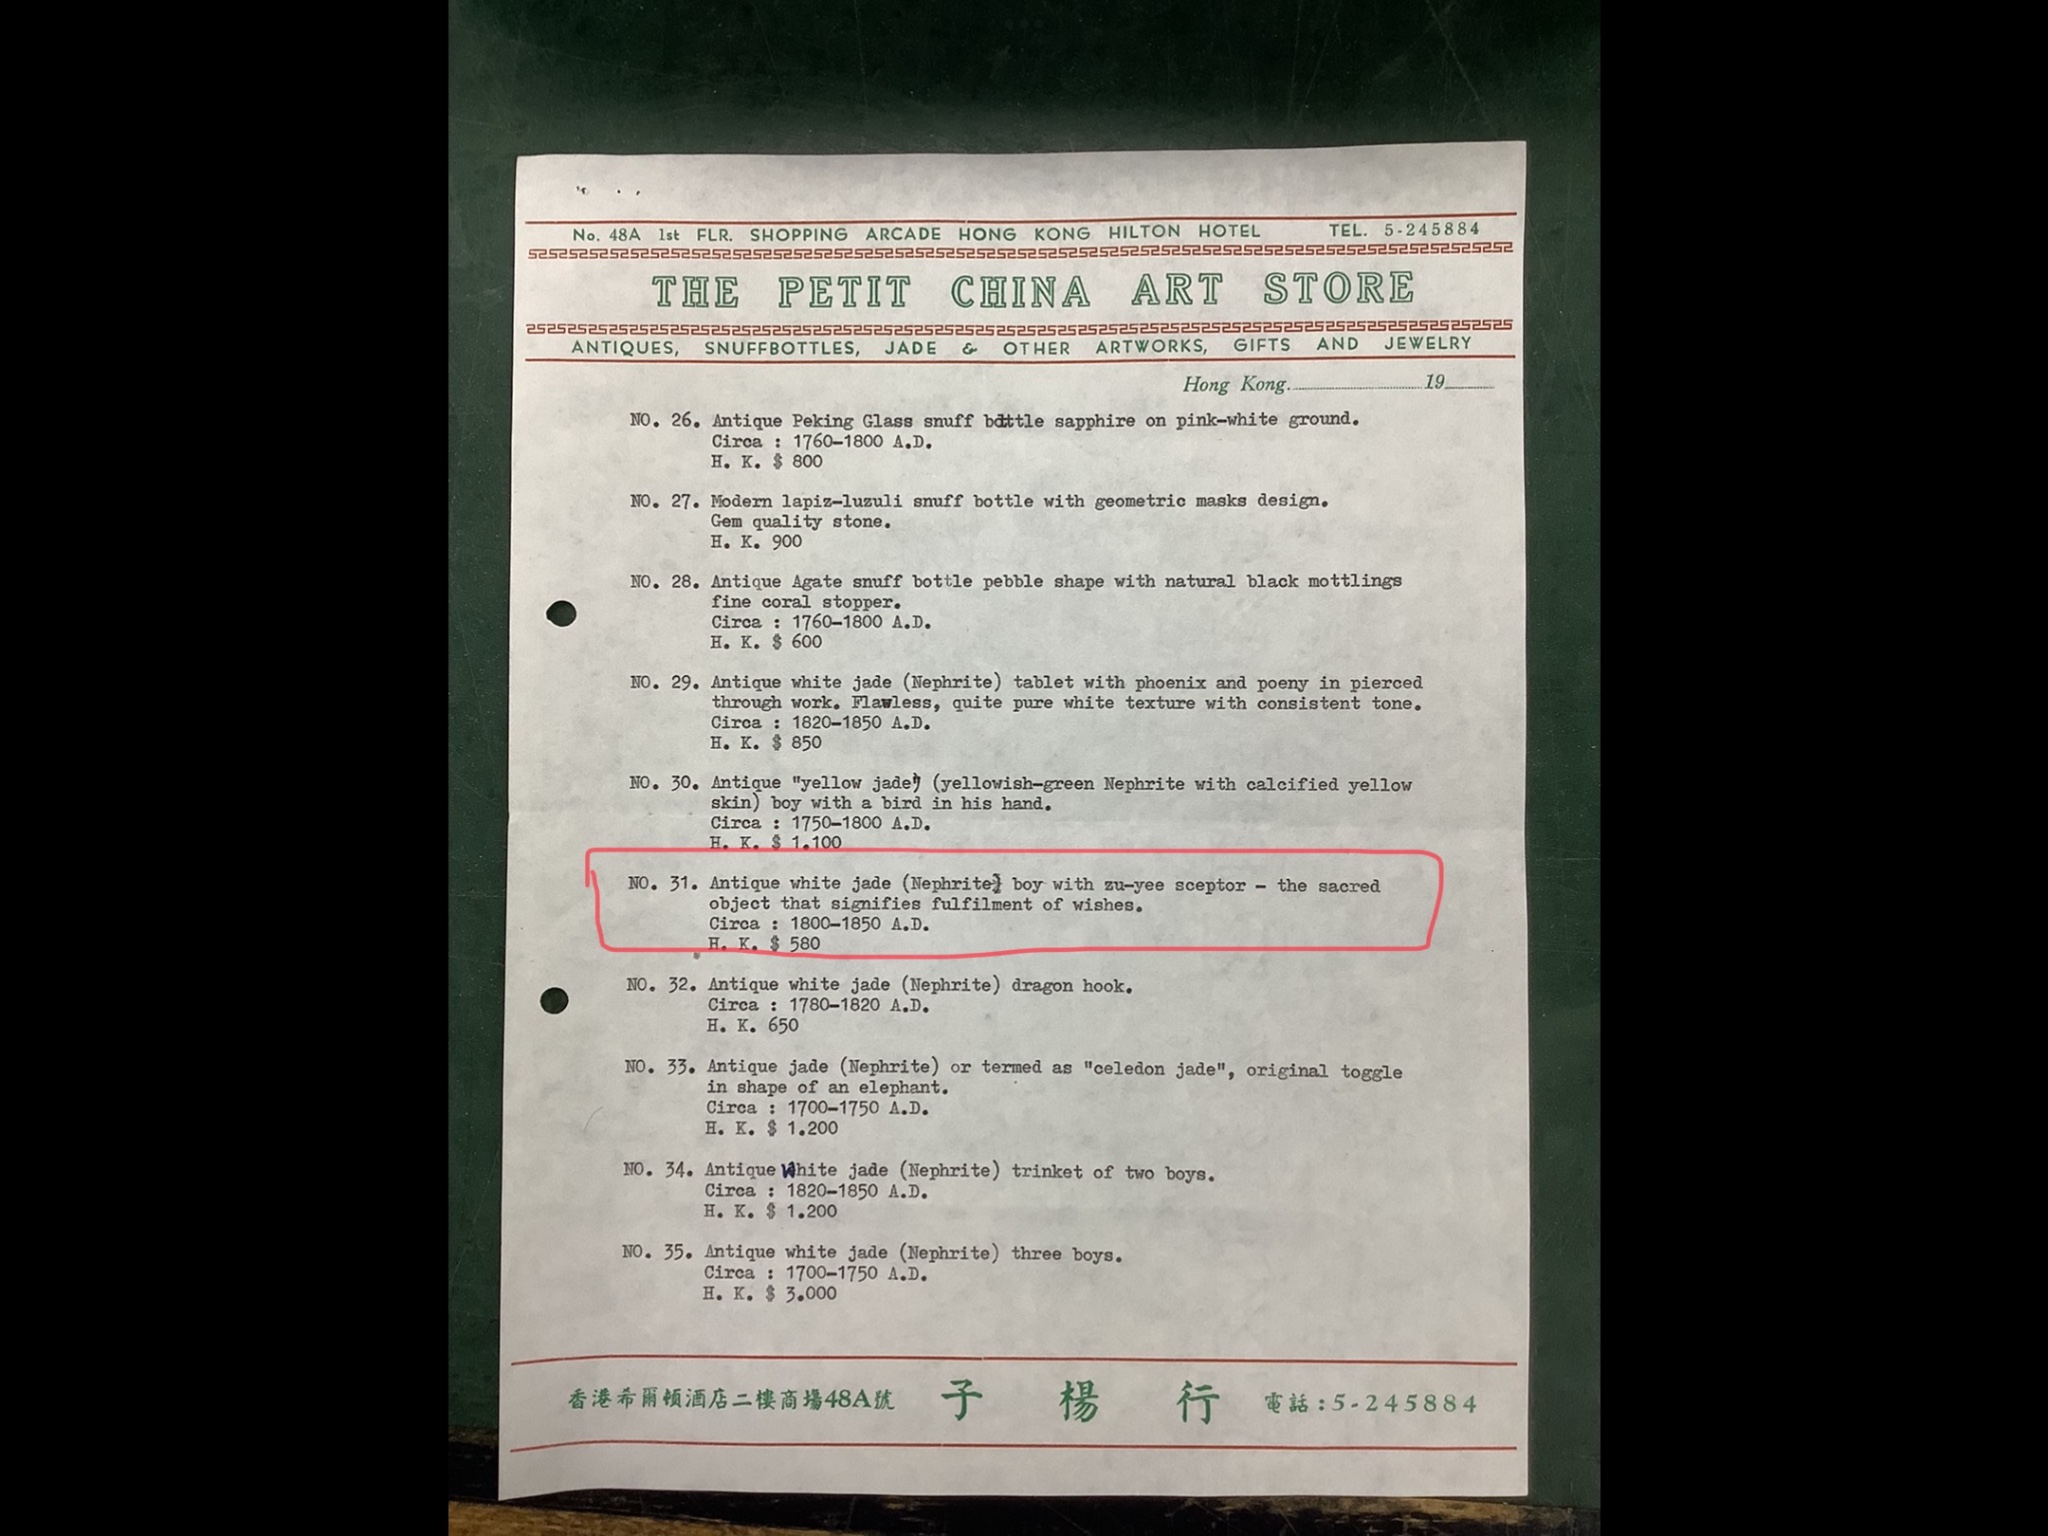 No. 48A 1st FLR. SHOPPING ARCADE HONG KONG HILTON HOTEL TEL. 5-245884
THE PETIT CHINA ART STORE
ANTIQUES, SNUFFBOTTLES, JADE & OTHER ARTWORKS, GIFTS AND JEWELRY
Hong Kong. 19
NO. 26. Antique Peking Glass snuff bottle sapphire on pink-white ground.
Circa : 1760-1800 A.D.
H. K. $ 800
NO. 27. Modern lapiz-luzuli snuff bottle with geometric masks design.
Gem quality stone.
H. K. 900
NO. 28. Antique Agate snuff bottle pebble shape with natural black mottlings
fine coral stopper.
Circa : 1760-1800 A.D.
H. K. $ 600
NO. 29. Antique white jade (Nephrite) tablet with phoenix and poeny in pierced
through work. Flawless, quite pure white texture with consistent tone.
Circa : 1820-1850 A.D.
H. K. $ 850
NO. 30. Antique "yellow jade" (yellowish-green Nephrite with calcified yellow
skin) boy with a bird in his hand.
Circa : 1750-1800 A.D.
H. K. $ 1.100
NO. 31. Antique white jade (Nephrite) boy with zu-yee sceptor - the sacred
object that signifies fulfilment of wishes.
Circa : 1800-1850 A.D.
H. K. $ 580
NO. 32. Antique white jade (Nephrite) dragon hook.
Circa : 1780-1820 A.D.
H. K. 650
NO. 33. Antique jade (Nephrite) or termed as "celedon jade", original toggle
in shape of an elephant.
Circa : 1700-1750 A.D.
H. K. $ 1.200
NO. 34. Antique White jade (Nephrite) trinket of two boys.
Circa : 1820-1850 A.D.
H. K. $ 1.200
NO. 35. Antique white jade (Nephrite) three boys.
Circa : 1700-1750 A.D.
H. K. $ 3.000
香港希爾頓酒店二樓商場48A號 子楊行 電話:5-245884